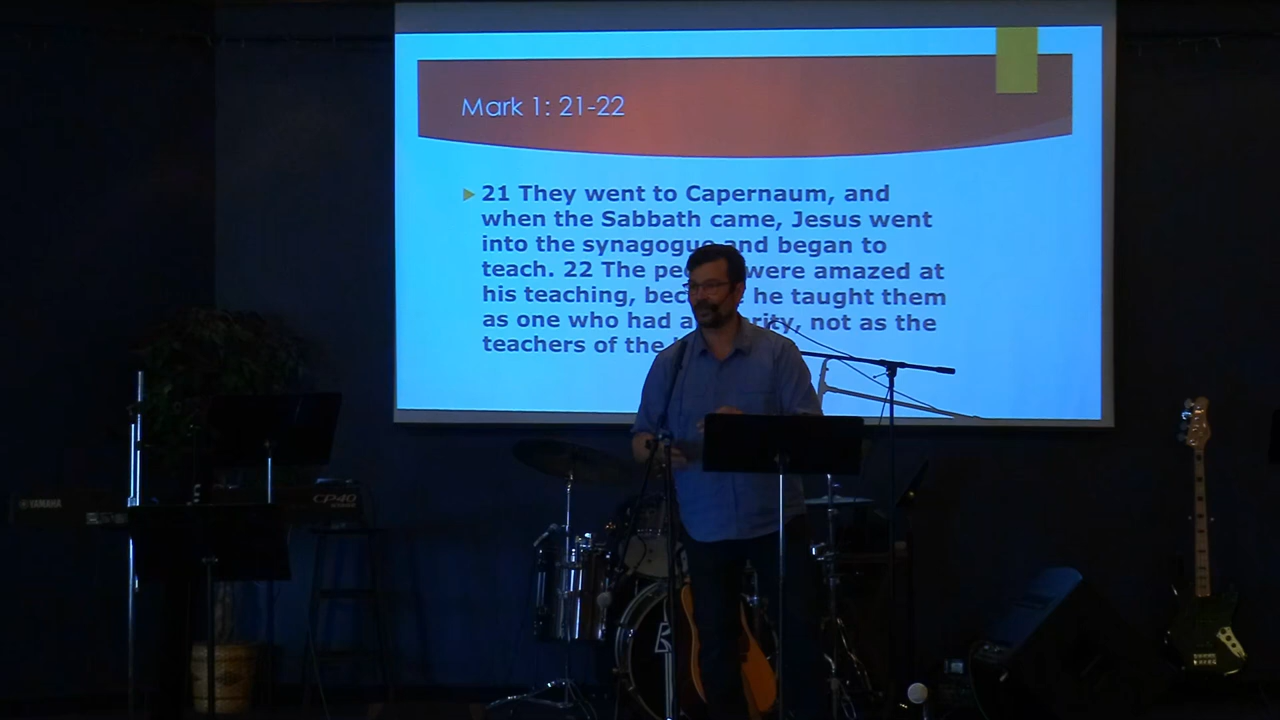 Mark 1: 21-22
21 They went to Capernaum, and
when the Sabbath came, Jesus went
into the synagogue and began to
teach. 22 The were amazed at
his teaching, he taught them
as one who had not as the
teachers of the
YAMAHA
CP40